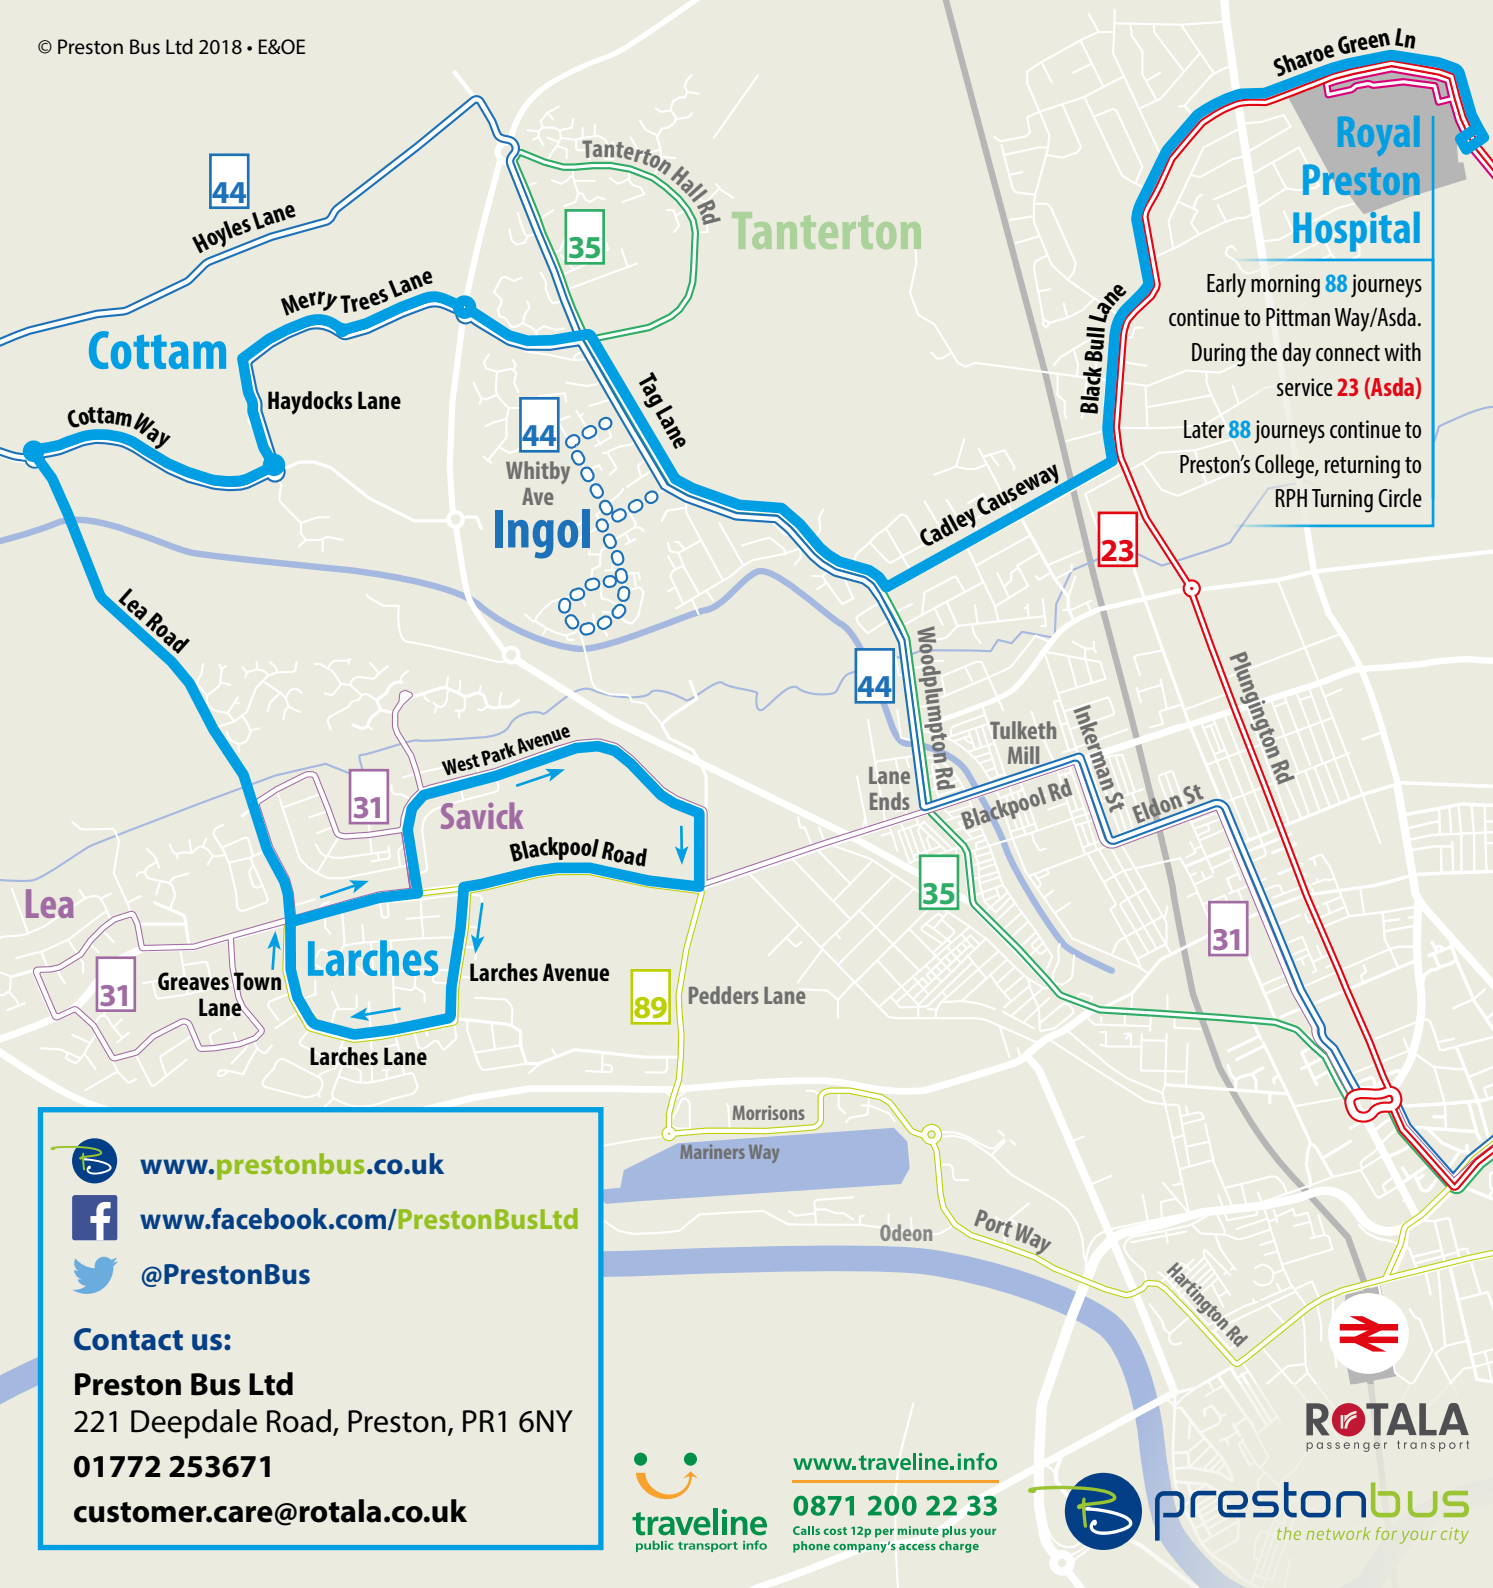 © Preston Bus Ltd 2018 • E&OE
Sharoe Green Ln
Royal
Preston
Hospital
Early morning 88 journeys
continue to Pittman Way/Asda.
During the day connect with
service 23 (Asda)
Later 88 journeys continue to
Preston's College, returning to
RPH Turning Circle
44
Hoyles Lane
Tanterton Hall Rd
35
Tanterton
Merry Trees Lane
Cottam
Haydocks Lane
Cottam Way
Tag Lane
44
Whitby
Ave
Ingol
Black Bull Lane
Cadley Causeway
23
Lea Road
44
Woodplumpton Rd
Plungington Rd
Tulketh
Mill
Inkerman St
Lane
Ends
Blackpool Rd
Eldon St
West Park Avenue
31
Savick
Blackpool Road
35
31
Lea
Larches
31
Greaves Town
Lane
Larches Avenue
89
Pedders Lane
Larches Lane
Morrisons
Mariners Way
Odeon
Port Way
Hartington Rd
www.prestonbus.co.uk
www.facebook.com/PrestonBusLtd
@PrestonBus
Contact us:
Preston Bus Ltd
221 Deepdale Road, Preston, PR1 6NY
01772 253671
customer.care@rotala.co.uk
traveline
public transport info
www.traveline.info
0871 200 22 33
Calls cost 12p per minute plus your
phone company's access charge
ROTALA
passenger transport
prestonbus
the network for your city